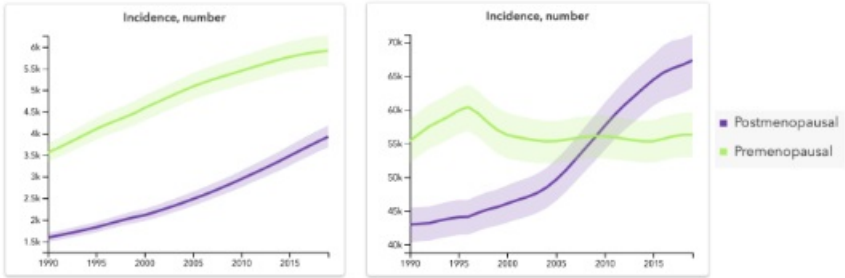 Incidence, number
6k
5.5k
5k
4.5k
4k
3.5k
3k
2.5k
2k
1.5k
1990 1995 2000 2005 2010 2015
Incidence, number
70k
65k
60k
55k
50k
45k
40k
1990 1995 2000 2005 2010 2015
Postmenopausal
Premenopausal